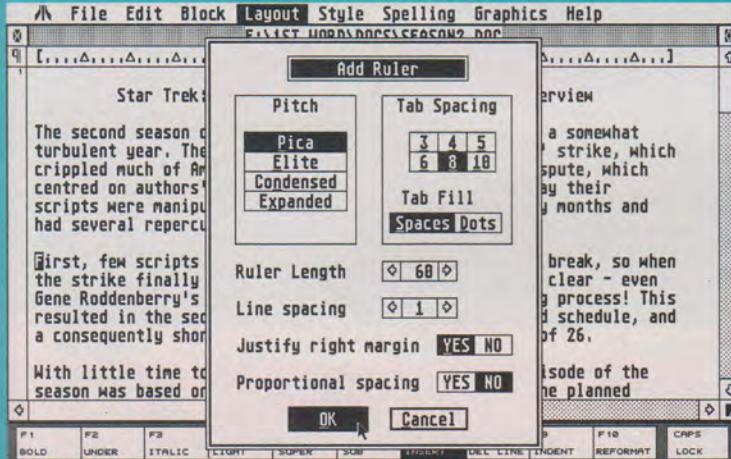 File Edit Block Layout Style Spelling Graphics Help
E:\1ST_WORD\DOCS\SEASON2.DOC
Add Ruler
Star Trek: erview
Pitch
Tab Spacing
Pica
Elite
Condensed
Expanded
3 4 5
6 8 10
Tab Fill
Spaces Dots
The second season a somewhat
turbulent year. The strike, which
crippled much of spute, which
centred on authors' ay their
scripts were manipu y months and
had several repercu
Ruler Length 60
Line spacing 1
Justify right margin YES NO
Proportional spacing YES NO
First, few scripts break, so when
the strike finally clear - even
Gene Roddenberry's g process! This
resulted in the sec d schedule, and
a consequently shor of 26.
With little time to isode of the
season was based on he planned
OK Cancel
F1 F2 F3 F10 CAPS
BOLD UNDER ITALIC LIGHT SUPER SUB INSERT DEL LINE INDENT REFORMAT LOCK